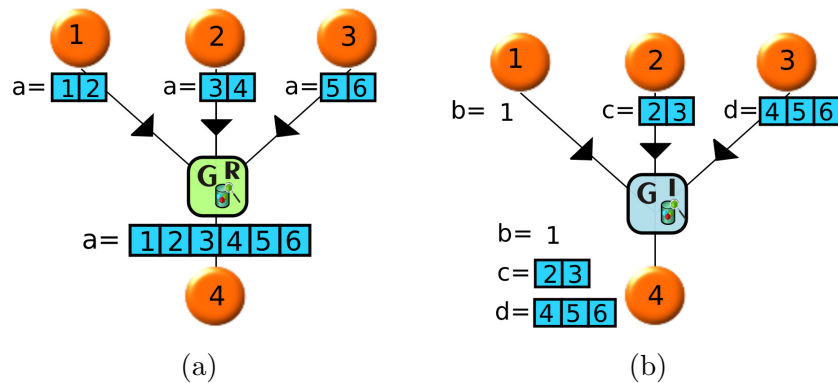 1 2 3
a= 1 2 a= 3 4 a= 5 6
G R
a= 1 2 3 4 5 6
4
(a)
1 2 3
b= 1 c= 2 3 d= 4 5 6
G I
b= 1
c= 2 3
d= 4 5 6
4
(b)